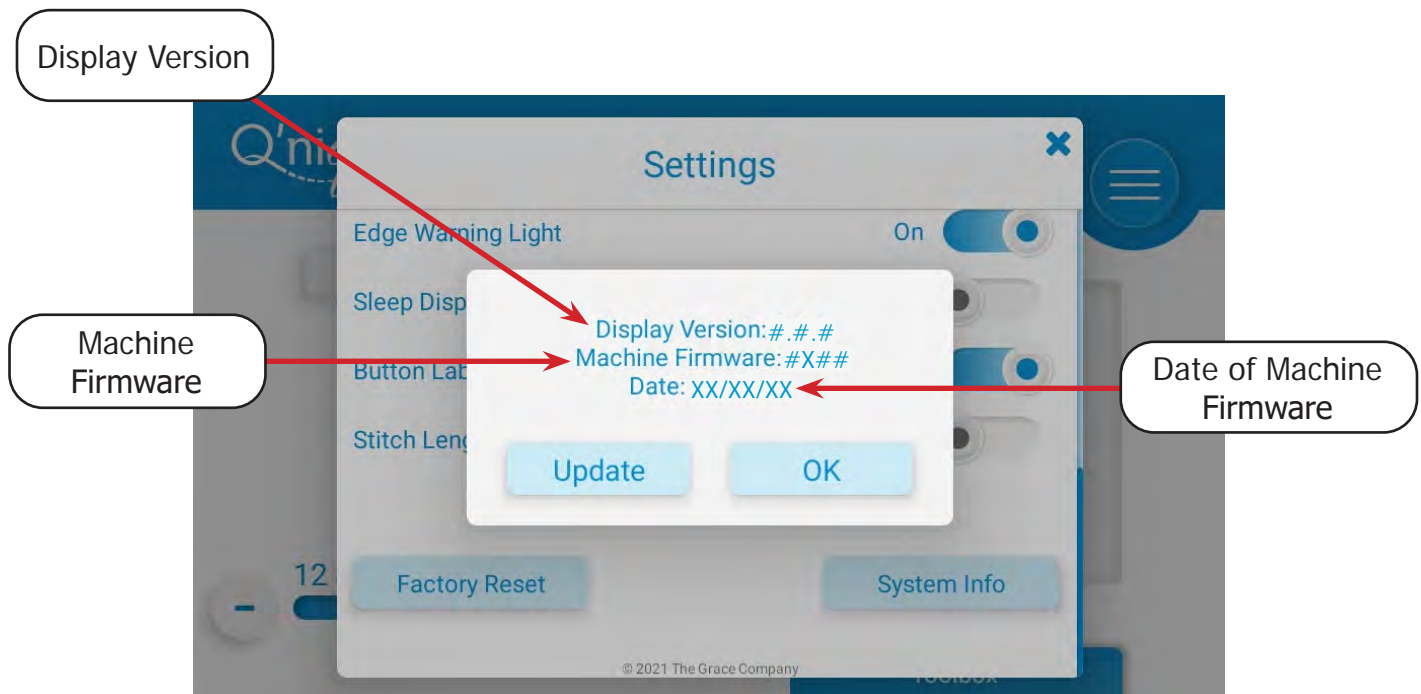 Display Version
Q'ni
Settings
Edge Warning Light On
Sleep Disp
Display Version:#.#.#
Machine
Firmware
Machine Firmware:#X##
Button Lab
Date: XX/XX/XX
Date of Machine
Firmware
Stitch Leng
Update OK
12
Factory Reset System Info
© 2021 The Grace Company